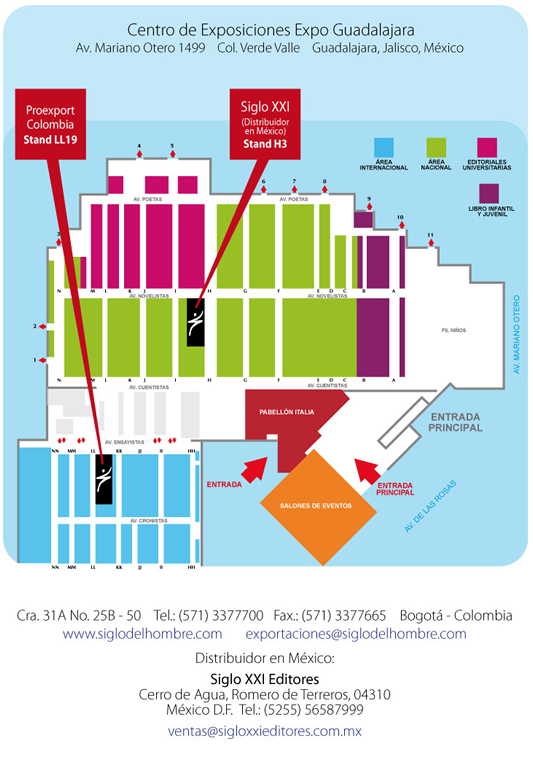 Centro de Exposiciones Expo Guadalajara
Av. Mariano Otero 1499 Col. Verde Valle Guadalajara, Jalisco, México
Proexport
Colombia
Stand LL19
Siglo XXI
(Distribuidor
en México)
Stand H3
ÁREA
INTERNACIONAL
ÁREA
NACIONAL
EDITORIALES
UNIVERSITARIAS
LIBRO INFANTIL
Y JUVENIL
4 5
6 7 8
9
10
11
3
2
1
AV. POETAS AV. POETAS
N M L K J I H G F E D C B A
AV. NOVELISTAS AV. NOVELISTAS
FIL NIÑOS
AV. MARIANO OTERO
N M L K J I H G F E D C B A
AV. CUENTISTAS AV. CUENTISTAS
PABELLÓN ITALIA
ENTRADA
PRINCIPAL
AV. ENSAYISTAS
NN MM LL KK JJ II HH
ENTRADA
ENTRADA
PRINCIPAL
SALONES DE EVENTOS
AV. DE LAS ROSAS
AV. CRONISTAS
NN MM LL KK JJ II HH
Cra. 31A No. 25B - 50 Tel.: (571) 3377700 Fax.: (571) 3377665 Bogotá - Colombia
www.siglodelhombre.com exportaciones@siglodelhombre.com
Distribuidor en México:
Siglo XXI Editores
Cerro de Agua, Romero de Terreros, 04310
México D.F. Tel.: (5255) 56587999
ventas@sigloxxieditores.com.mx